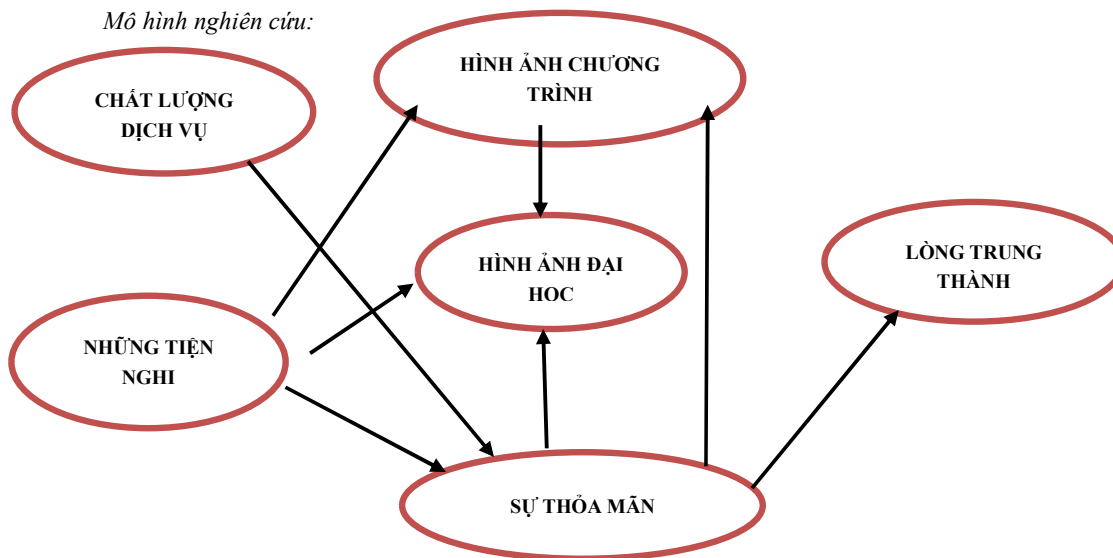 Mô hình nghiên cứu:
HÌNH ẢNH CHƯƠNG
TRÌNH
CHẤT LƯỢNG
DỊCH VỤ
HÌNH ẢNH ĐẠI
HOC
LÒNG TRUNG
THÀNH
NHỮNG TIỆN
NGHI
SỰ THỎA MÃN